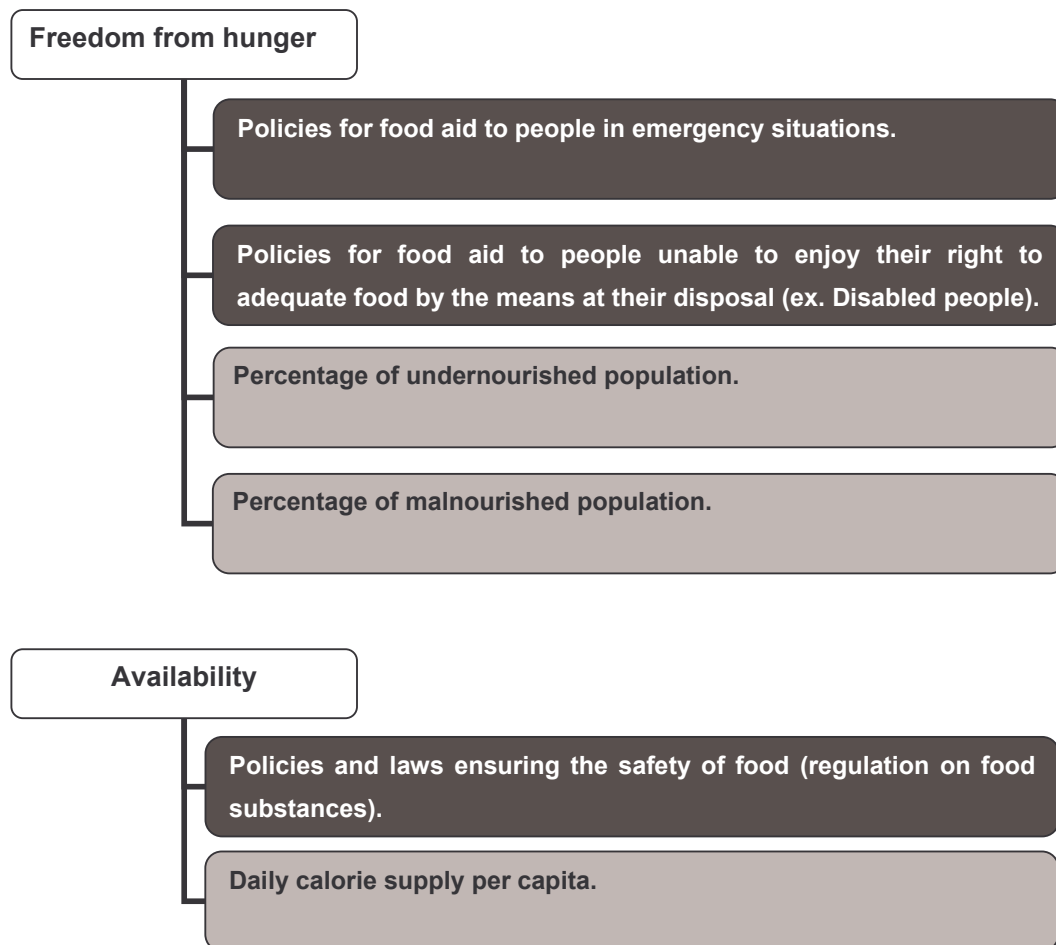 Freedom from hunger
Policies for food aid to people in emergency situations.
Policies for food aid to people unable to enjoy their right to
adequate food by the means at their disposal (ex. Disabled people).
Percentage of undernourished population.
Percentage of malnourished population.
Availability
Policies and laws ensuring the safety of food (regulation on food
substances).
Daily calorie supply per capita.